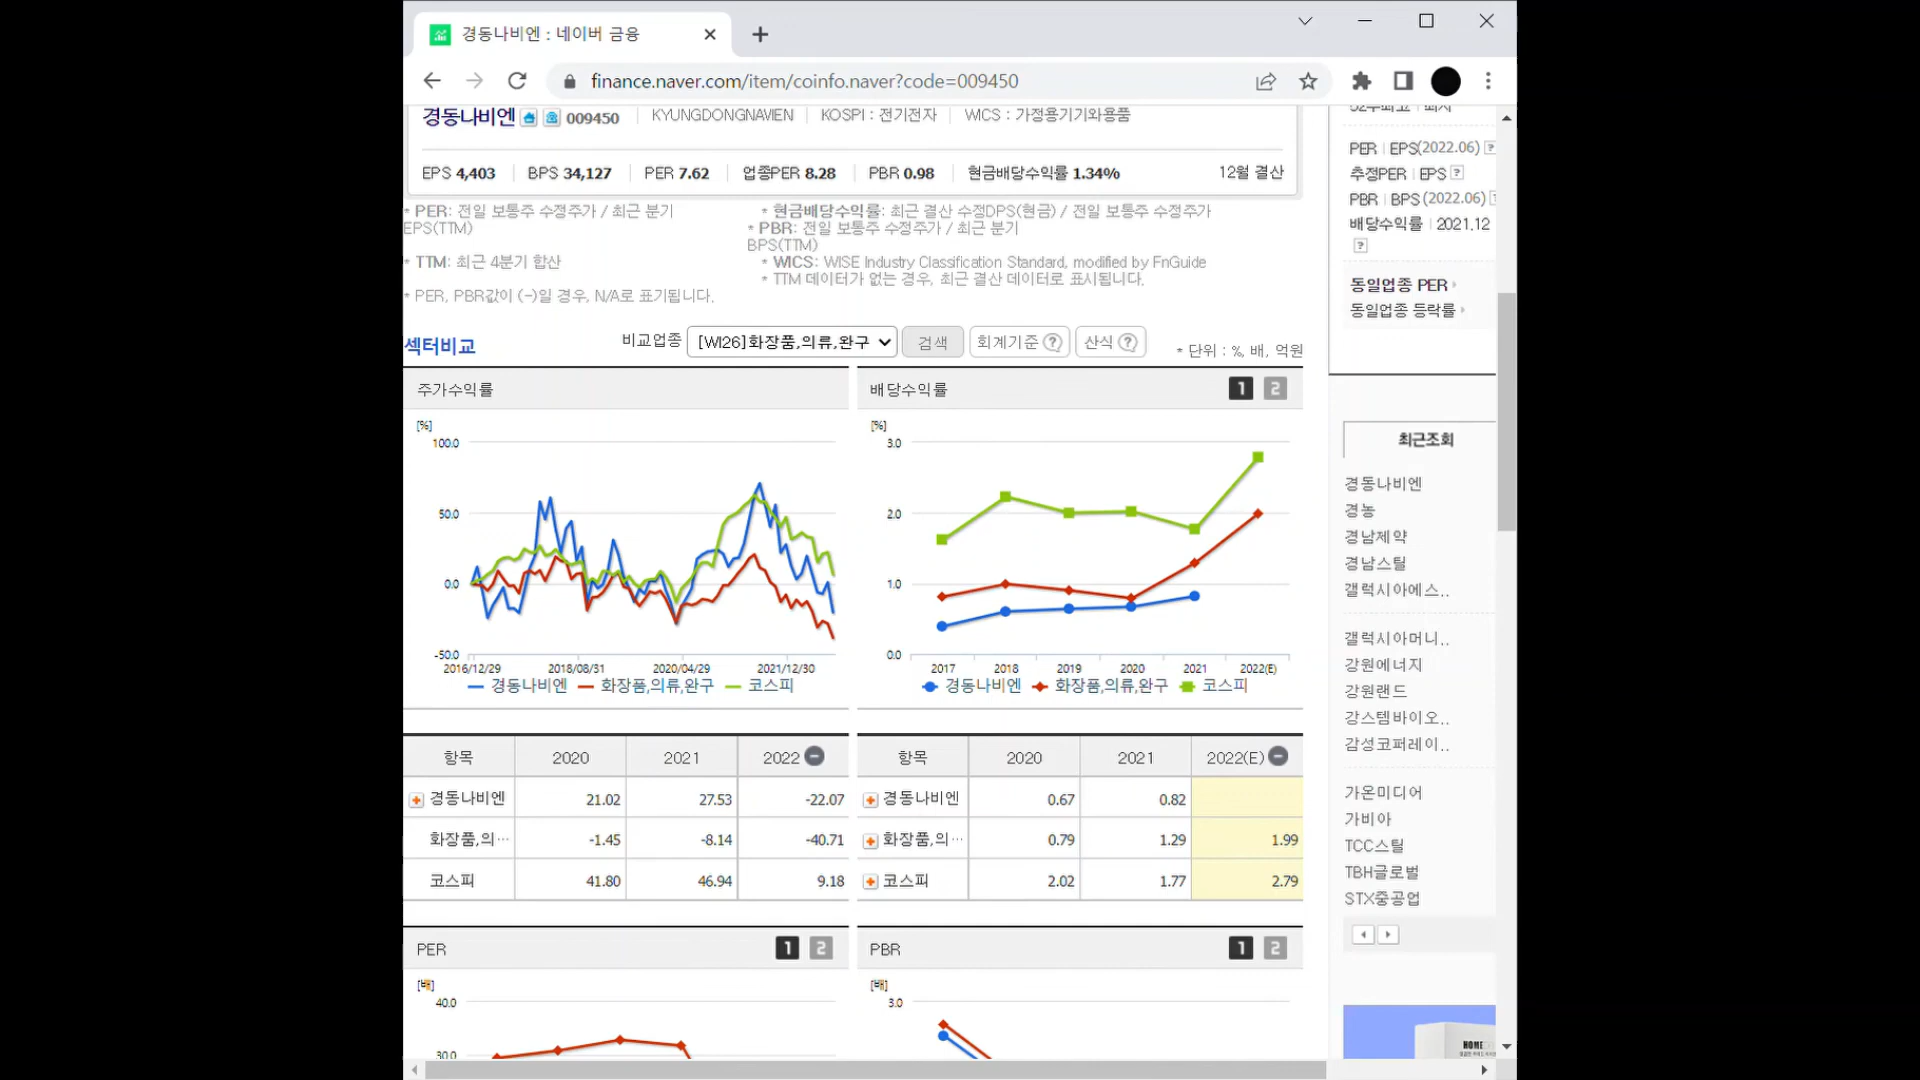 경동나비엔 : 네이버 금융
finance.naver.com/item/coinfo.naver?code=009450
경동나비엔 009450 KYUNGDONGNAVIEN KOSPI : 전기전자 WICS : 가정용기기와용품
EPS 4,403 BPS 34,127 PER 7.62 업종PER 8.28 PBR 0.98 현금배당수익률 1.34% 12월 결산
* PER: 전일 보통주 수정주가 / 최근 분기
EPS(TTM)
* TTM: 최근 4분기 합산
* PER, PBR값이 (-)일 경우, N/A로 표기됩니다.
* 현금배당수익률: 최근 결산 수정DPS(현금) / 전일 보통주 수정주가
* PBR: 전일 보통주 수정주가 / 최근 분기
BPS(TTM)
* WICS: WISE Industry Classification Standard, modified by FnGuide
* TTM 데이터가 없는 경우, 최근 결산 데이터로 표시됩니다.
섹터비교 비교업종 [WI26]화장품,의류,완구 검색 회계기준 ? 산식 ? * 단위 : %, 배, 억원
주가수익률
[%]
100.0
50.0
0.0
-50.0
2016/12/29 2018/08/31 2020/04/29 2021/12/30
경동나비엔 화장품,의류,완구 코스피
배당수익률 1 2
[%]
3.0
2.0
1.0
0.0
2017 2018 2019 2020 2021 2022(E)
경동나비엔 화장품,의류,완구 코스피
항목 2020 2021 2022
경동나비엔 21.02 27.53 -22.07
화장품,의… -1.45 -8.14 -40.71
코스피 41.80 46.94 9.18
항목 2020 2021 2022(E)
경동나비엔 0.67 0.82
화장품,의… 0.79 1.29 1.99
코스피 2.02 1.77 2.79
PER 1 2
[배]
40.0
30.0
PBR 1 2
[배]
3.0
PER | EPS(2022.06) ?
추정PER | EPS ?
PBR | BPS (2022.06)
배당수익률 | 2021.12
?
동일업종 PER
동일업종 등락률
최근조회
경동나비엔
경농
경남제약
경남스틸
갤럭시아에스..
갤럭시아머니..
강원에너지
강원랜드
강스템바이오..
감성코퍼레이..
가온미디어
가비아
TCC스틸
TBH글로벌
STX중공업
HOME